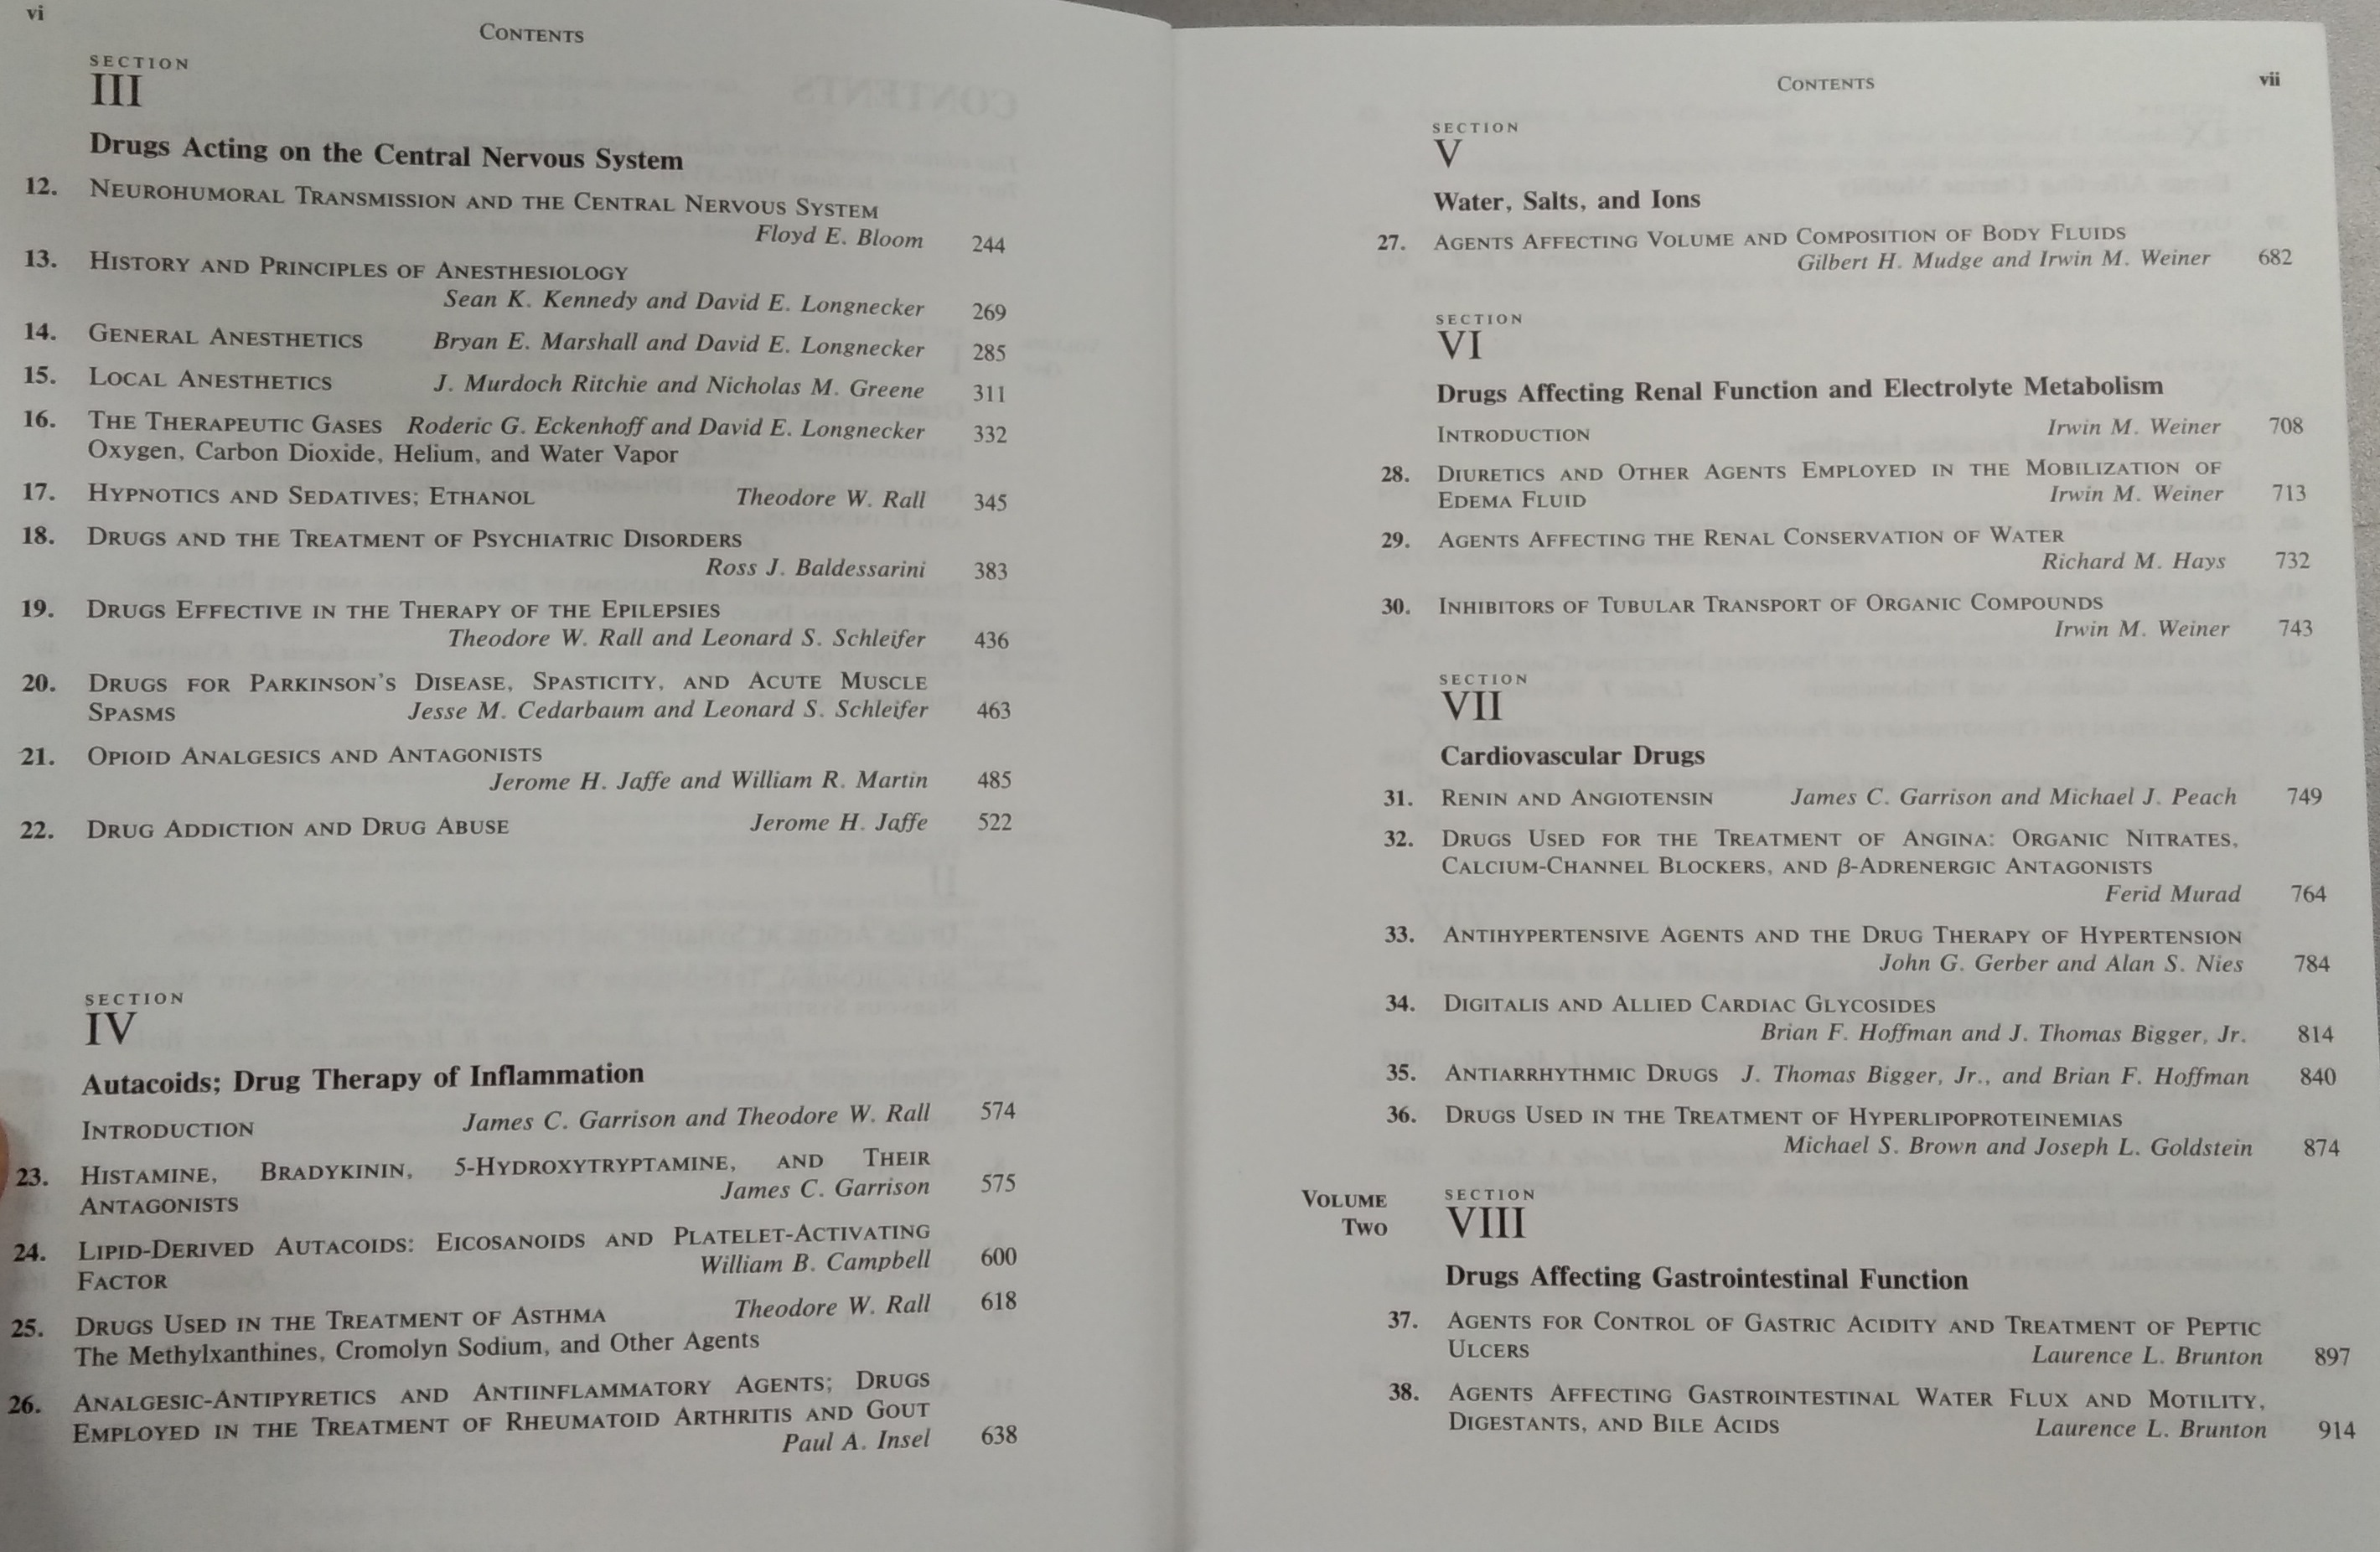 vi
CONTENTS
SECTION
III
Drugs Acting on the Central Nervous System
12. NEUROHUMORAL TRANSMISSION AND THE CENTRAL NERVOUS SYSTEM
Floyd E. Bloom 244
13. HISTORY AND PRINCIPLES OF ANESTHESIOLOGY
Sean K. Kennedy and David E. Longnecker 269
14. GENERAL ANESTHETICS Bryan E. Marshall and David E. Longnecker 285
15. LOCAL ANESTHETICS J. Murdoch Ritchie and Nicholas M. Greene 311
16. THE THERAPEUTIC GASES Roderic G. Eckenhoff and David E. Longnecker 332
Oxygen, Carbon Dioxide, Helium, and Water Vapor
17. HYPNOTICS AND SEDATIVES; ETHANOL Theodore W. Rall 345
18. DRUGS AND THE TREATMENT OF PSYCHIATRIC DISORDERS
Ross J. Baldessarini 383
19. DRUGS EFFECTIVE IN THE THERAPY OF THE EPILEPSIES
Theodore W. Rall and Leonard S. Schleifer 436
20. DRUGS FOR PARKINSON'S DISEASE, SPASTICITY, AND ACUTE MUSCLE
SPASMS Jesse M. Cedarbaum and Leonard S. Schleifer 463
21. OPIOID ANALGESICS AND ANTAGONISTS
Jerome H. Jaffe and William R. Martin 485
22. DRUG ADDICTION AND DRUG ABUSE Jerome H. Jaffe 522
SECTION
IV
Autacoids; Drug Therapy of Inflammation
INTRODUCTION James C. Garrison and Theodore W. Rall 574
23. HISTAMINE, BRADYKININ, 5-HYDROXYTRYPTAMINE, AND THEIR
ANTAGONISTS James C. Garrison 575
24. LIPID-DERIVED AUTACOIDS: EICOSANOIDS AND PLATELET-ACTIVATING
FACTOR William B. Campbell 600
25. DRUGS USED IN THE TREATMENT OF ASTHMA Theodore W. Rall 618
The Methylxanthines, Cromolyn Sodium, and Other Agents
26. ANALGESIC-ANTIPYRETICS AND ANTIINFLAMMATORY AGENTS; DRUGS
EMPLOYED IN THE TREATMENT OF RHEUMATOID ARTHRITIS AND GOUT
Paul A. Insel 638
CONTENTS vii
SECTION
V
Water, Salts, and Ions
27. AGENTS AFFECTING VOLUME AND COMPOSITION OF BODY FLUIDS
Gilbert H. Mudge and Irwin M. Weiner 682
SECTION
VI
Drugs Affecting Renal Function and Electrolyte Metabolism
INTRODUCTION Irwin M. Weiner 708
28. DIURETICS AND OTHER AGENTS EMPLOYED IN THE MOBILIZATION OF
EDEMA FLUID Irwin M. Weiner 713
29. AGENTS AFFECTING THE RENAL CONSERVATION OF WATER
Richard M. Hays 732
30. INHIBITORS OF TUBULAR TRANSPORT OF ORGANIC COMPOUNDS
Irwin M. Weiner 743
SECTION
VII
Cardiovascular Drugs
31. RENIN AND ANGIOTENSIN James C. Garrison and Michael J. Peach 749
32. DRUGS USED FOR THE TREATMENT OF ANGINA: ORGANIC NITRATES,
CALCIUM-CHANNEL BLOCKERS, AND β-ADRENERGIC ANTAGONISTS
Ferid Murad 764
33. ANTIHYPERTENSIVE AGENTS AND THE DRUG THERAPY OF HYPERTENSION
John G. Gerber and Alan S. Nies 784
34. DIGITALIS AND ALLIED CARDIAC GLYCOSIDES
Brian F. Hoffman and J. Thomas Bigger, Jr. 814
35. ANTIARRHYTHMIC DRUGS J. Thomas Bigger, Jr., and Brian F. Hoffman 840
36. DRUGS USED IN THE TREATMENT OF HYPERLIPOPROTEINEMIAS
Michael S. Brown and Joseph L. Goldstein 874
VOLUME
TWO
SECTION
VIII
Drugs Affecting Gastrointestinal Function
37. AGENTS FOR CONTROL OF GASTRIC ACIDITY AND TREATMENT OF PEPTIC
ULCERS Laurence L. Brunton 897
38. AGENTS AFFECTING GASTROINTESTINAL WATER FLUX AND MOTILITY,
DIGESTANTS, AND BILE ACIDS Laurence L. Brunton 914